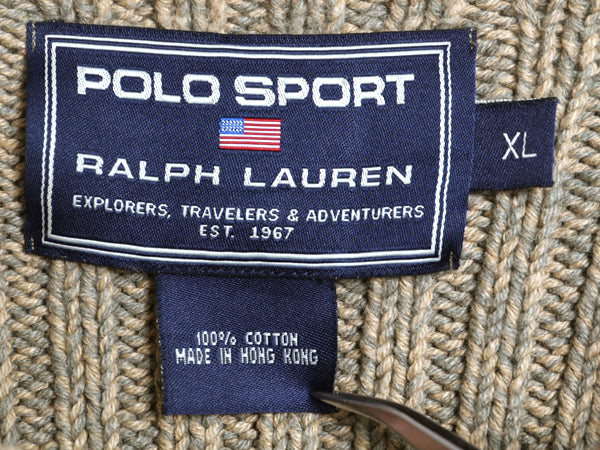 POLO SPORT
RALPH LAUREN
EXPLORERS, TRAVELERS & ADVENTURERS
EST. 1967
XL
100% COTTON
MADE IN HONG KONG